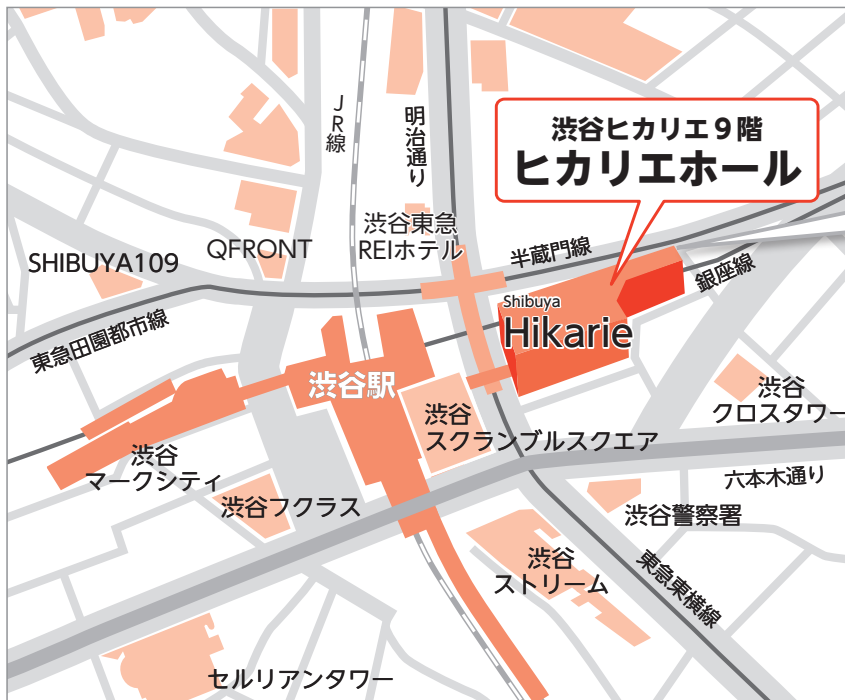 JR線
明治通り
渋谷ヒカリエ9階
ヒカリエホール
渋谷東急
REIホテル
QFRONT
SHIBUYA109
半蔵門線
銀座線
東急田園都市線
Shibuya
Hikarie
渋谷駅
渋谷
スクランブルスクエア
渋谷
クロスタワー
渋谷
マークシティ
渋谷フクラス
六本木通り
渋谷警察署
渋谷
ストリーム
東急東横線
セルリアンタワー